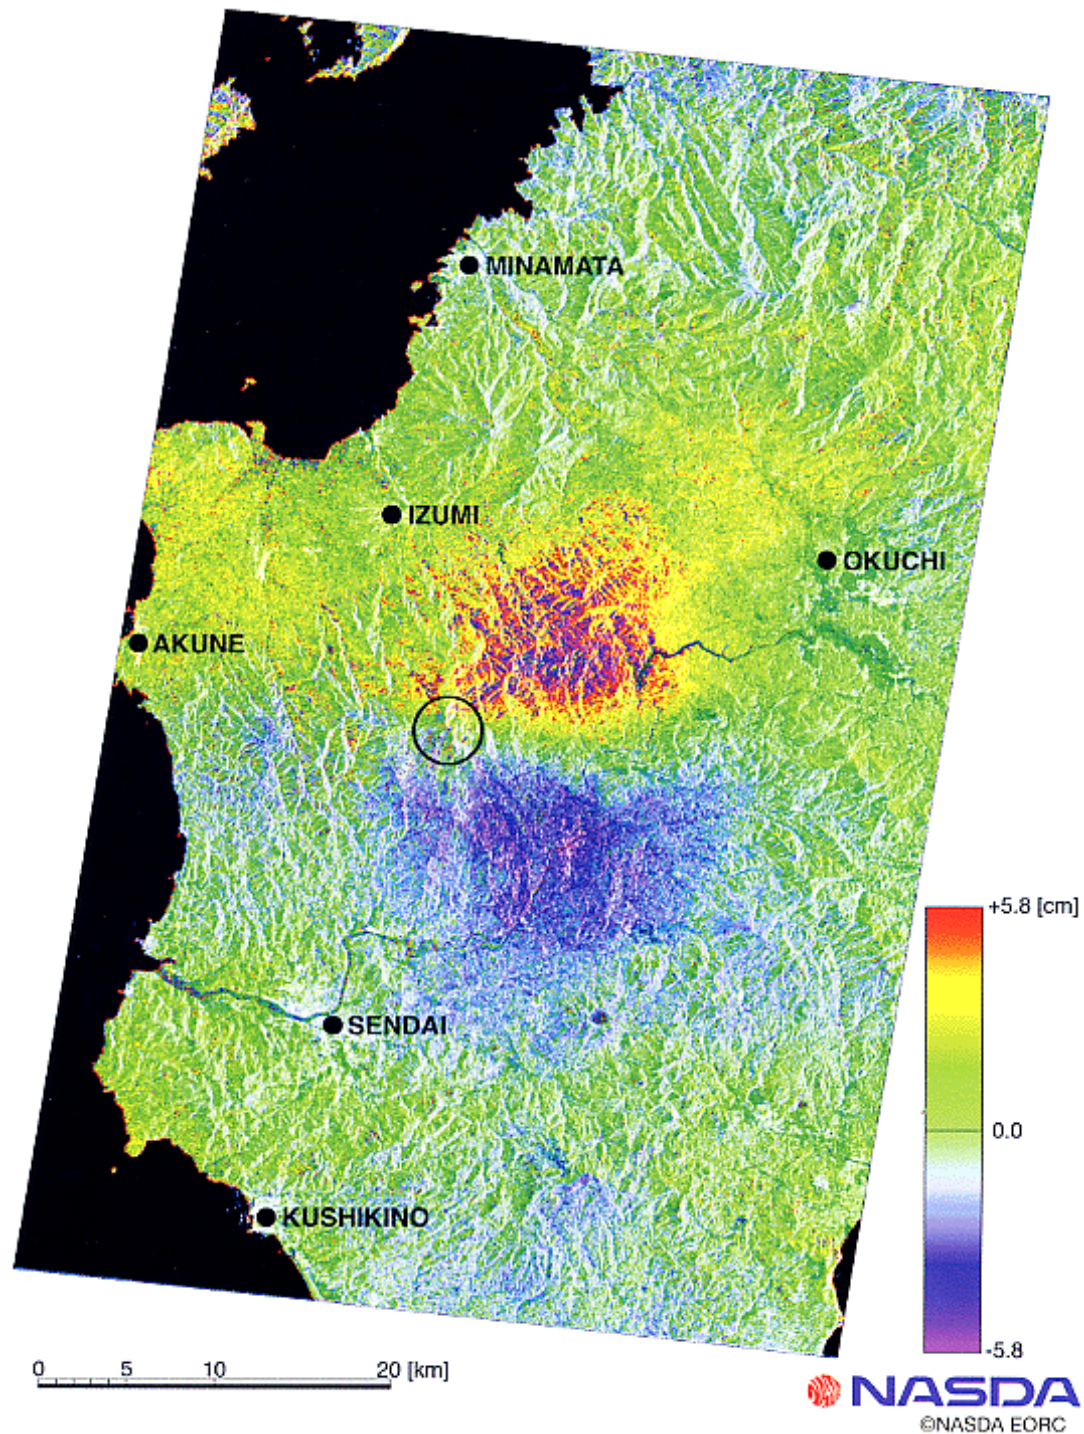 MINAMATA
IZUMI
OKUCHI
AKUNE
+5.8 [cm]
SENDAI
0.0
KUSHIKINO
-5.8
0 5 10 20 [km]
NASDA
©NASDA EORC